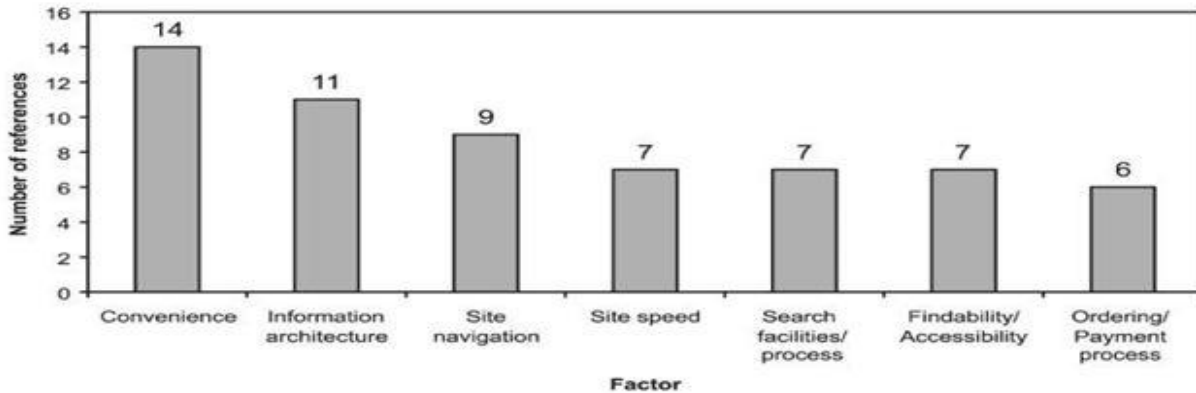 16
14
12
10
8
6
4
2
0
Number of references
14
11
9
7
7
7
6
Convenience
Information
architecture
Site
navigation
Site speed
Search
facilities/
process
Findability/
Accessibility
Ordering/
Payment
process
Factor